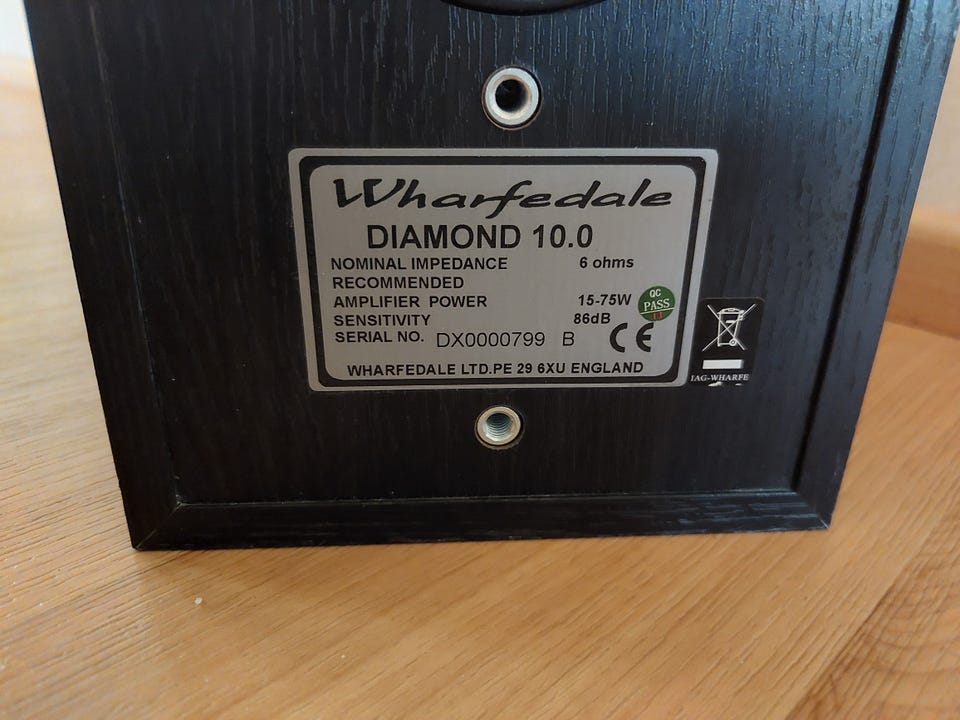 Wharfedale
DIAMOND 10.0
NOMINAL IMPEDANCE 6 ohms
RECOMMENDED
AMPLIFIER POWER 15-75W
SENSITIVITY 86dB
SERIAL NO. DX0000799 B
WHARFEDALE LTD.PE 29 6XU ENGLAND
QC
PASS
CE
IAG-WHARFE